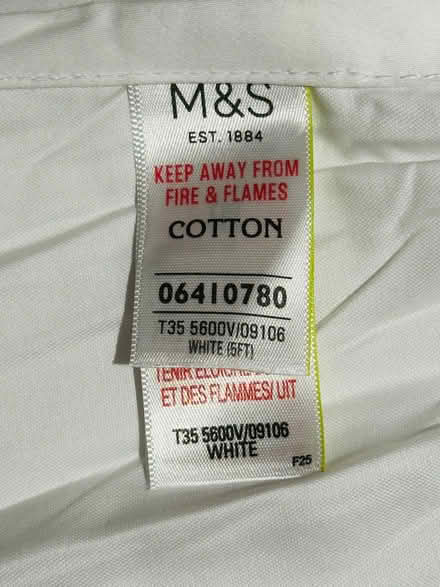 M&S
EST. 1884
KEEP AWAY FROM
FIRE & FLAMES
COTTON
06410780
T35 5600V/09106
WHITE (5FT)
ET DES FLAMMES/ UIT
T35 5600V/09106
WHITE
F25